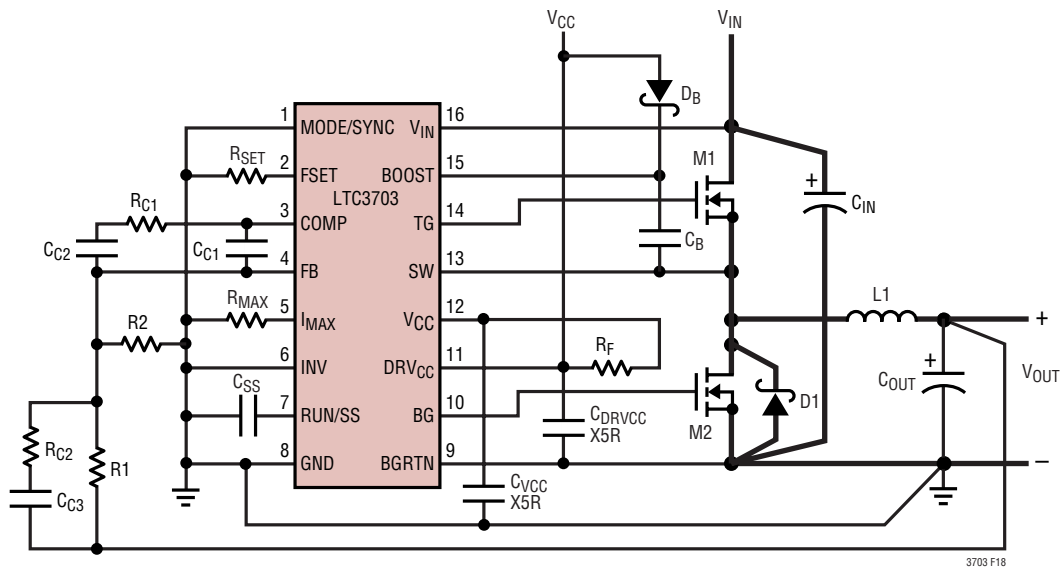 VCC
VIN
DB
1
MODE/SYNC
VIN
16
RSET
2
FSET
BOOST
15
M1
LTC3703
RC1
3
COMP
TG
14
CIN
+
CC2
CC1
CB
4
FB
SW
13
L1
RMAX
5
IMAX
VCC
12
+
R2
6
INV
DRVCC
11
RF
+
COUT
VOUT
CSS
7
RUN/SS
BG
10
D1
CDRVCC
X5R
M2
RC2
R1
8
GND
BGRTN
9
−
CVCC
X5R
CC3
3703 F18